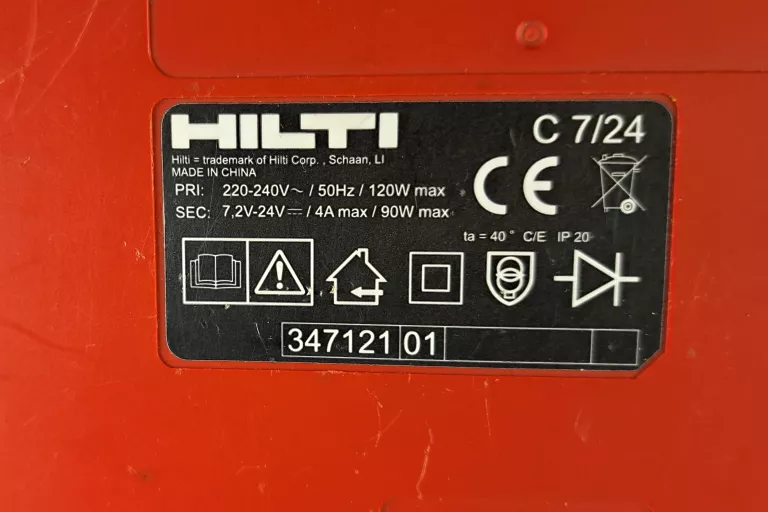 HILTI
C 7/24
Hilti = trademark of Hilti Corp. , Schaan, LI
MADE IN CHINA
PRI: 220-240V~ / 50Hz / 120W max
SEC: 7,2V-24V⎓ / 4A max / 90W max
CE
ta = 40° C/E IP 20
347121 01